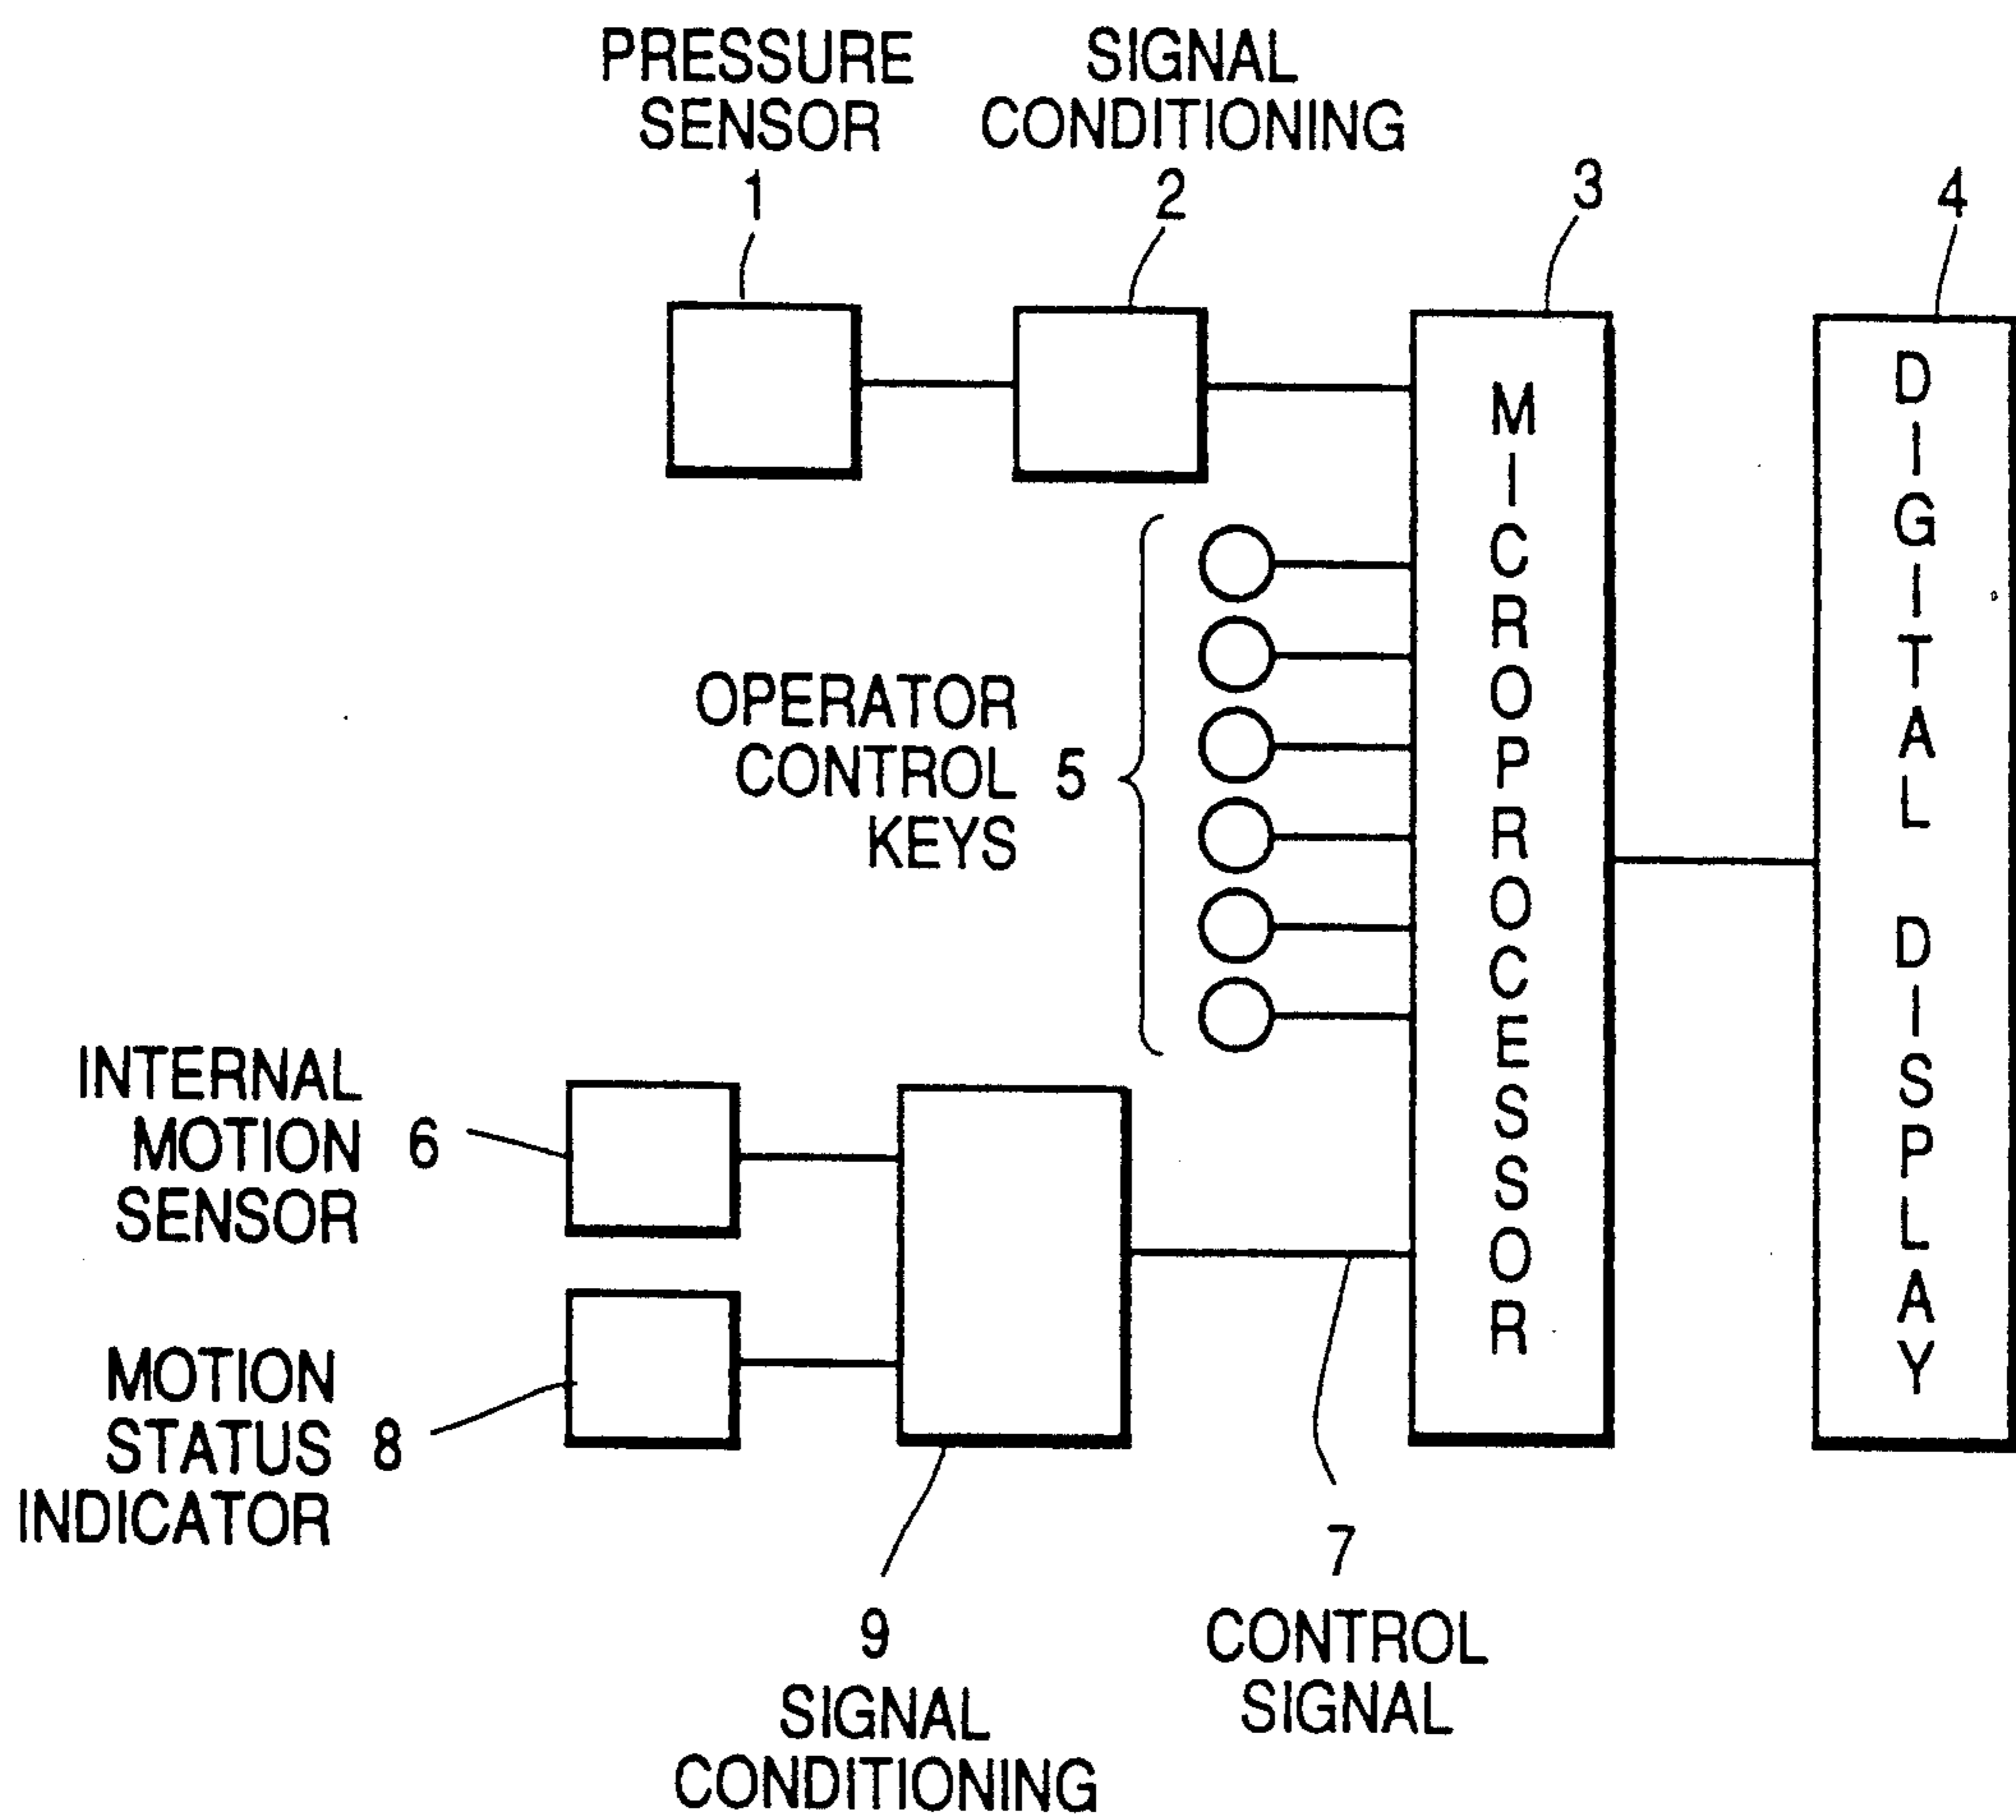 PRESSURE
SENSOR
1
SIGNAL
CONDITIONING
2
3
4
MICROPROCESSOR
DIGITAL DISPLAY
OPERATOR
CONTROL 5
KEYS
INTERNAL
MOTION 6
SENSOR
MOTION
STATUS 8
INDICATOR
9
SIGNAL
CONDITIONING
7
CONTROL
SIGNAL